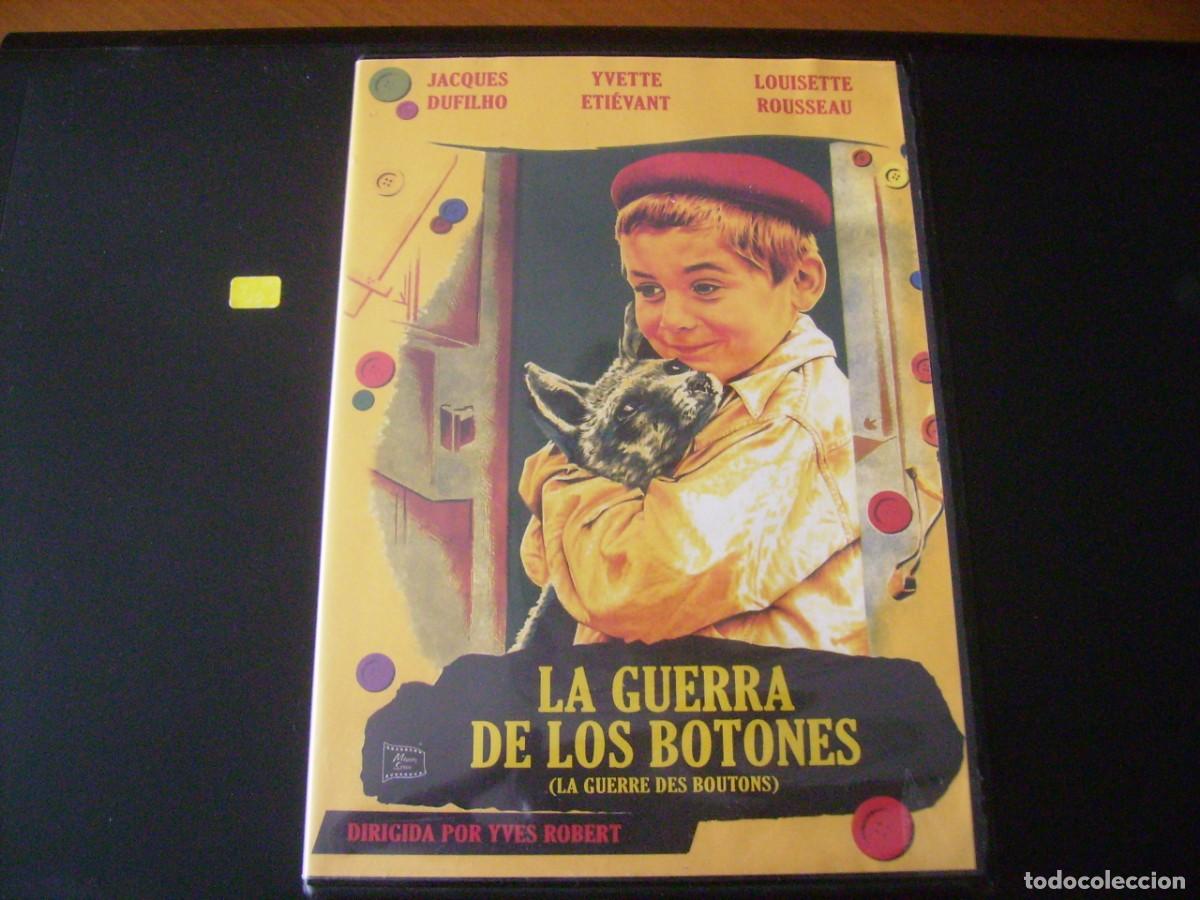 JACQUES
DUFILHO
YVETTE
ETIÉVANT
LOUISETTE
ROUSSEAU
LA GUERRA
DE LOS BOTONES
(LA GUERRE DES BOUTONS)
DIRIGIDA POR YVES ROBERT
todocoleccion